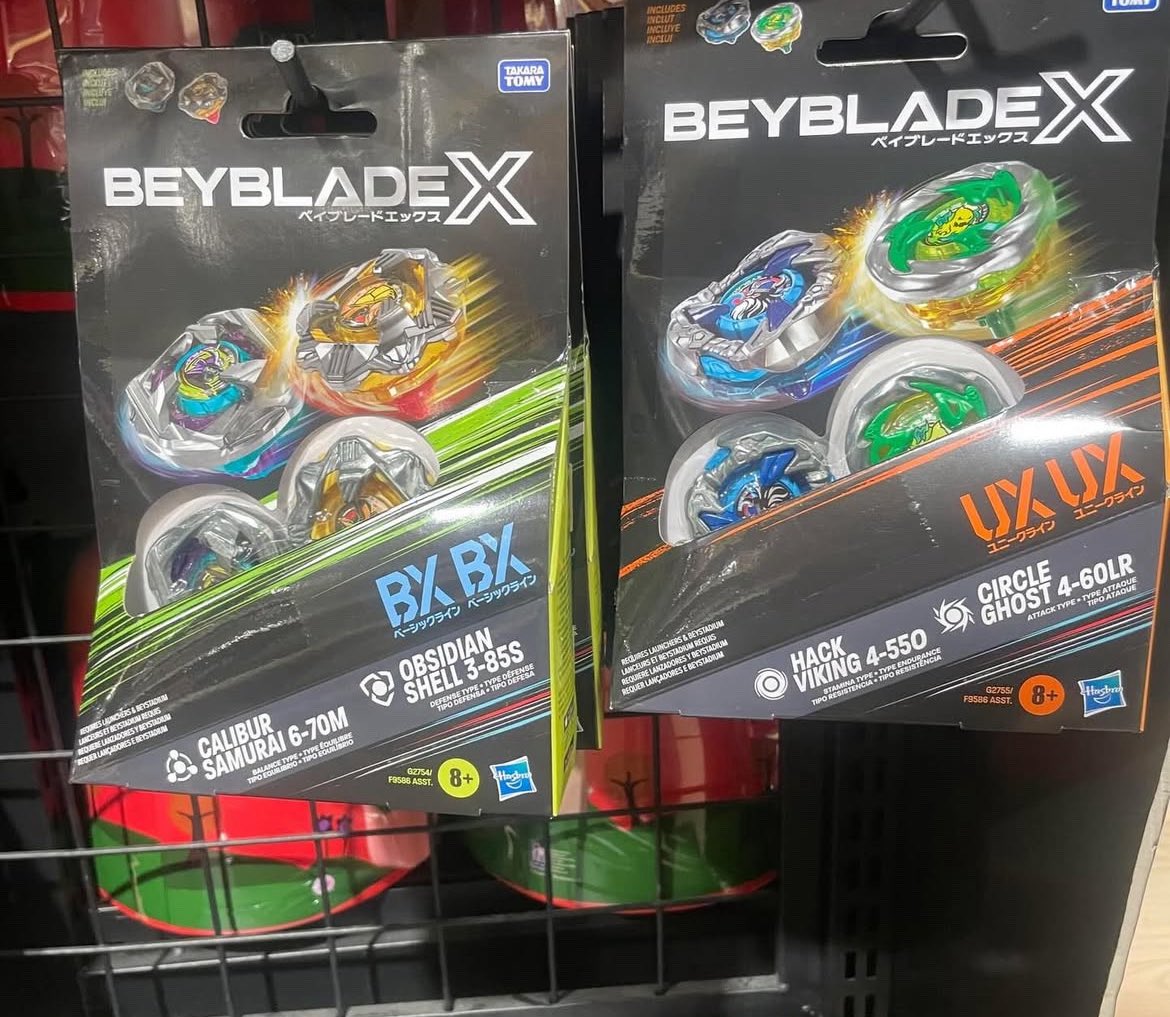 INCLUDES
INCLUT
INCLUYE
INCLUI
TAKARA
TOMY
BEYBLADE X
ベイブレードエックス
BX BX
ベーシックライン ベーシックライン
OBSIDIAN
SHELL 3-85S
DEFENSE TYPE • TYPE DÉFENSE
TIPO DEFENSA • TIPO DEFESA
CALIBUR
SAMURAI 6-70M
BALANCE TYPE • TYPE ÉQUILIBRE
TIPO EQUILIBRIO • TIPO EQUILÍBRIO
REQUIRES LAUNCHERS & BEYSTADIUM
LANCEURS ET BEYSTADIUM REQUIS
REQUIERE LANZADORES Y BEYSTADIUM
REQUER LANÇADORES E BEYSTADIUM
G2754/
F9586 ASST.
8+
Hasbro
INCLUDES
INCLUT
INCLUYE
INCLUI
TOMY
BEYBLADE X
ベイブレードエックス
UX UX
ユニークライン ユニークライン
CIRCLE
GHOST 4-60LR
ATTACK TYPE • TYPE ATTAQUE
TIPO ATAQUE
HACK
VIKING 4-55O
STAMINA TYPE • TYPE ENDURANCE
TIPO RESISTENCIA • TIPO RESISTÊNCIA
REQUIRES LAUNCHERS & BEYSTADIUM
LANCEURS ET BEYSTADIUM REQUIS
REQUIERE LANZADORES Y BEYSTADIUM
REQUER LANÇADORES E BEYSTADIUM
G2755/
F9586 ASST.
8+
Hasbro